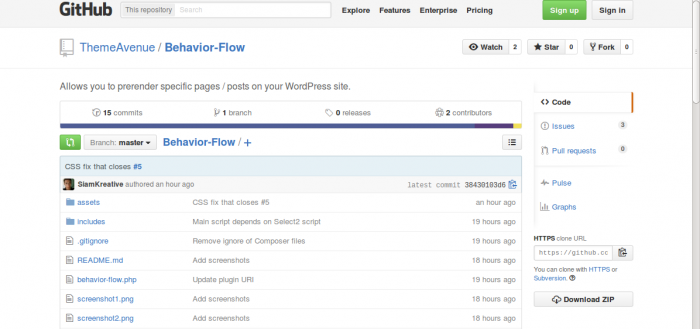 GitHub This repository Search Explore Features Enterprise Pricing Sign up Sign in
ThemeAvenue / Behavior-Flow Watch 2 Star 0 Fork 0
Allows you to prerender specific pages / posts on your WordPress site.
15 commits 1 branch 0 releases 2 contributors
Branch: master Behavior-Flow / +
CSS fix that closes #5
SiamKreative authored an hour ago latest commit 38430103d6
assets CSS fix that closes #5 an hour ago
includes Main script depends on Select2 script 19 hours ago
.gitignore Remove ignore of Composer files 19 hours ago
README.md Add screenshots 18 hours ago
behavior-flow.php Update plugin URI 19 hours ago
screenshot1.png Add screenshots 18 hours ago
screenshot2.png Add screenshots 18 hours ago
Code
Issues 3
Pull requests 0
Pulse
Graphs
HTTPS clone URL
https://github.cc
You can clone with HTTPS or
Subversion.
Download ZIP